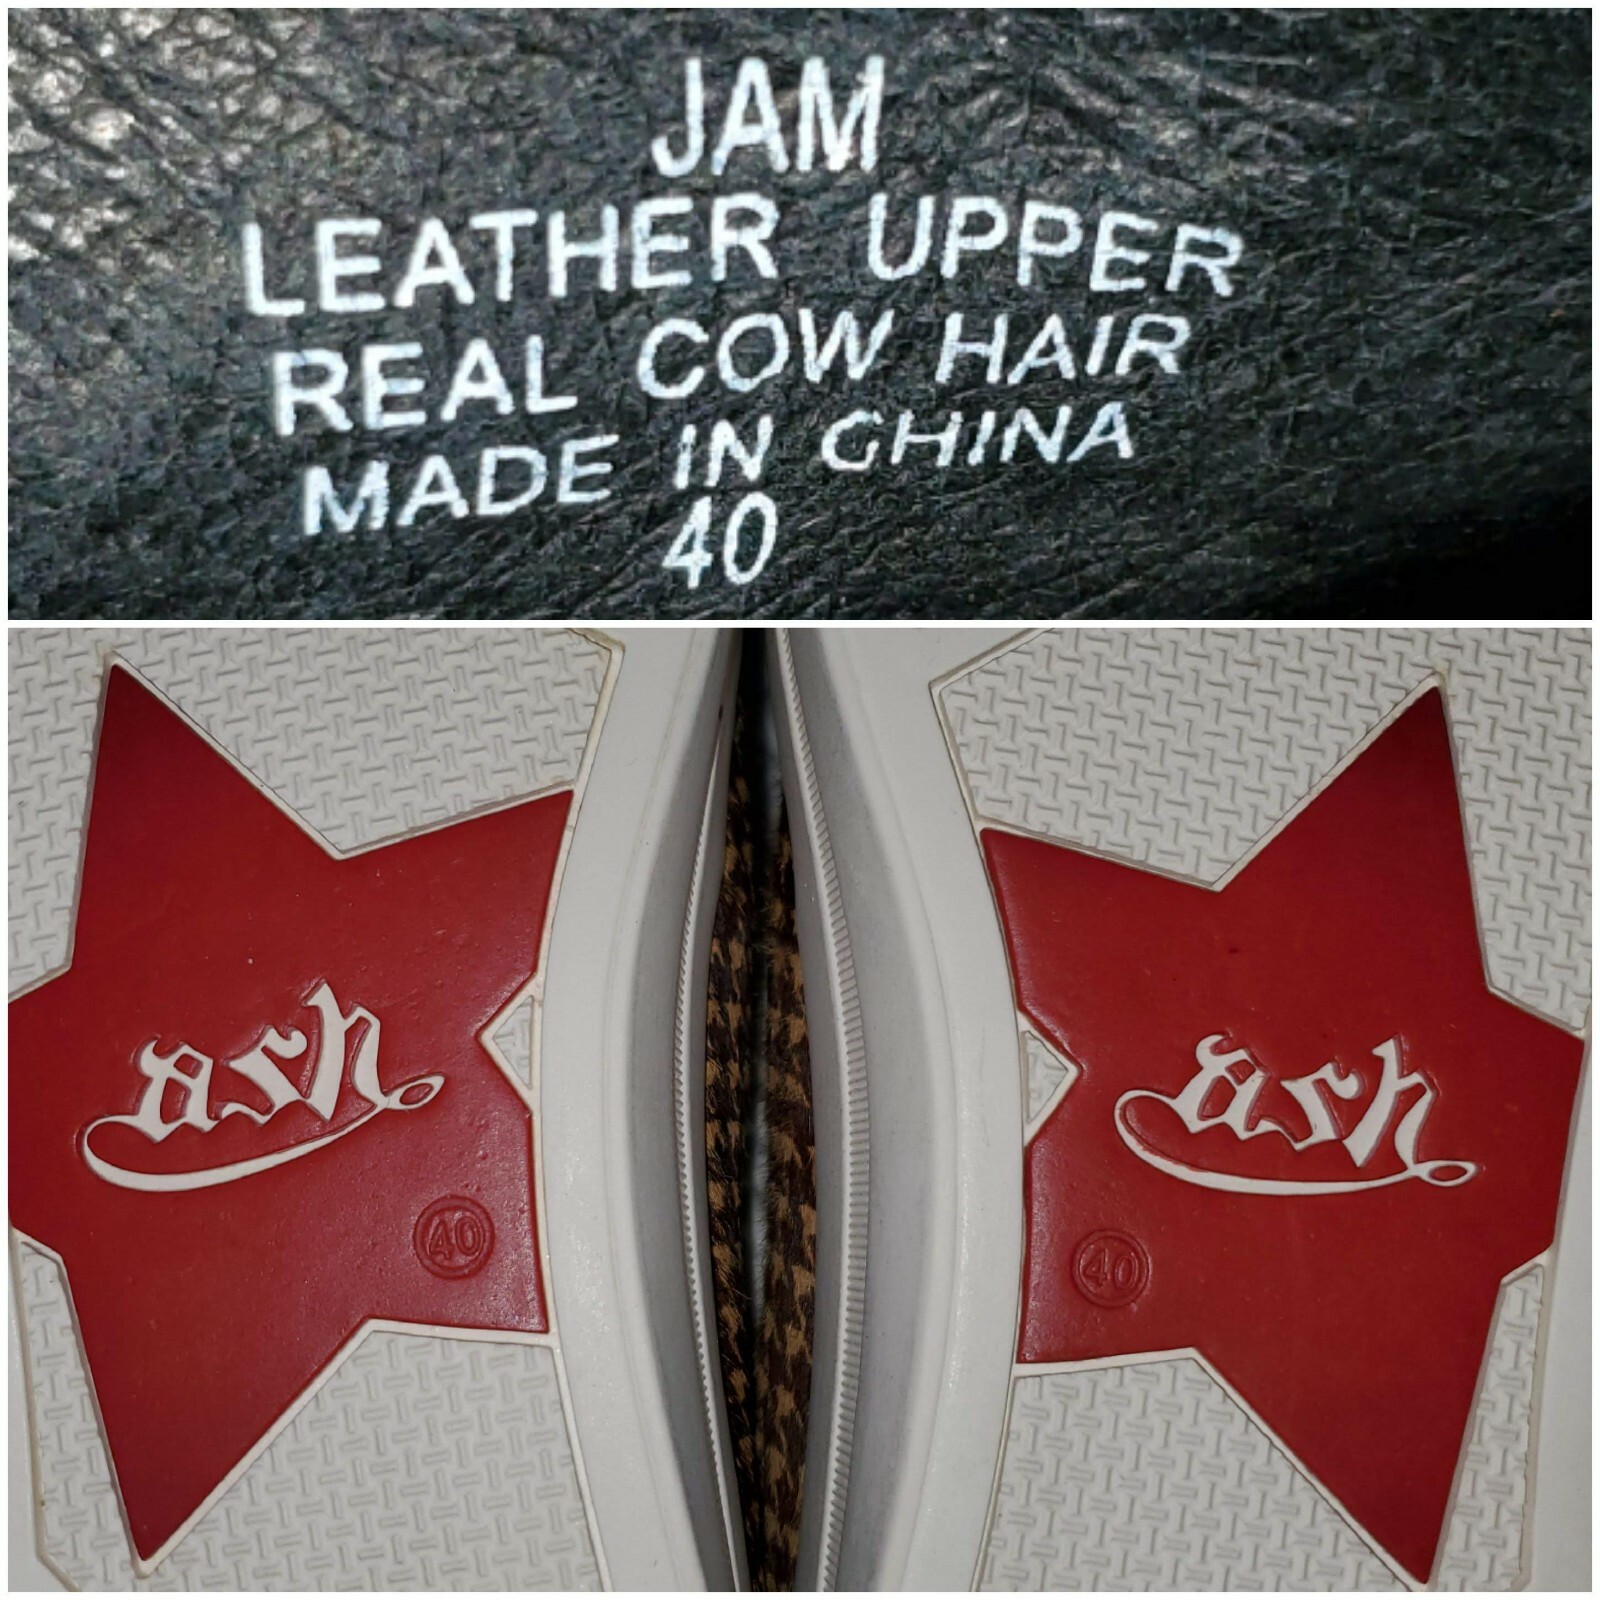 JAM
LEATHER UPPER
REAL COW HAIR
MADE IN CHINA
40
ash
40
ash
40